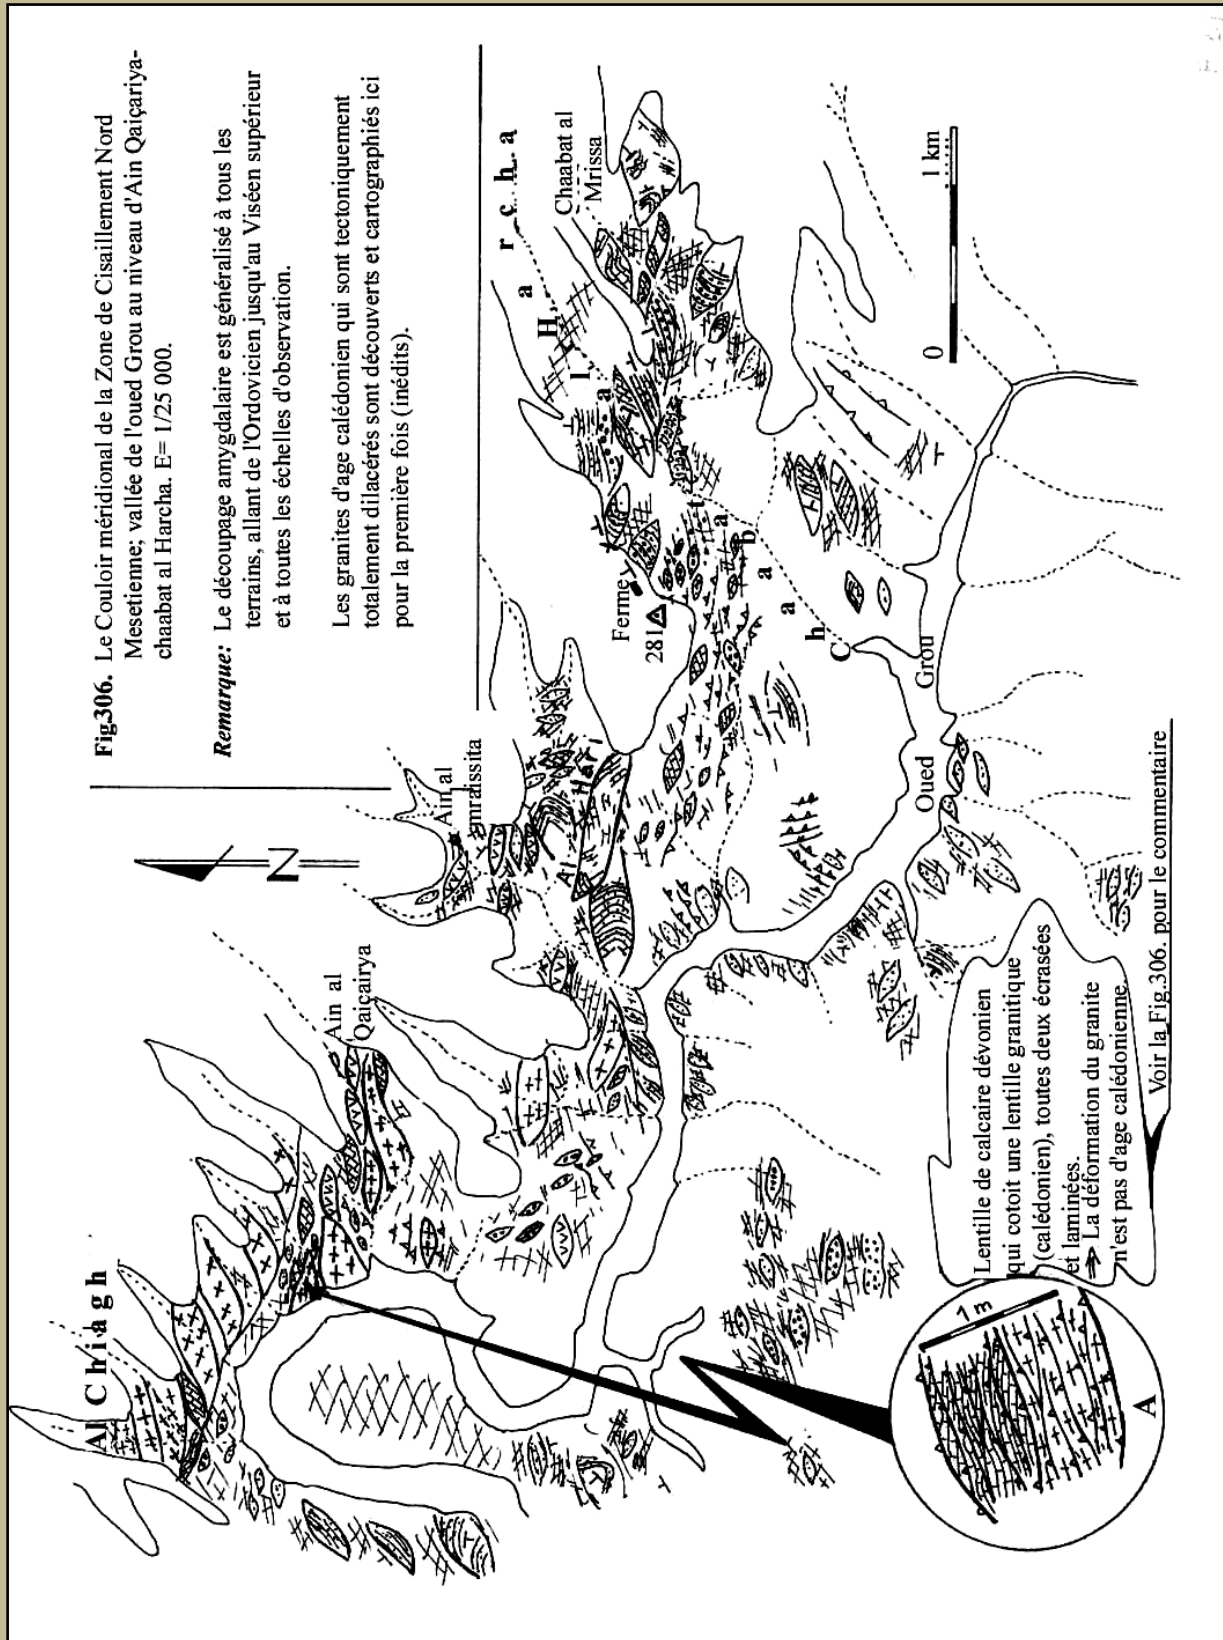 Fig.306. Le Couloir méridional de la Zone de Cisaillement Nord
Mesetienne; vallée de l'oued Grou au niveau d'Ain Qaiçariya-
chaabat al Harcha. E= 1/25 000.
Remarque: Le découpage amygdalaire est généralisé à tous les
terrains, allant de l'Ordovicien jusqu'au Viséen supérieur
et à toutes les échelles d'observation.
Les granites d'age calédonien qui sont tectoniquement
totalement dilacérés sont découverts et cartographiés ici
pour la première fois (inédits).
N
Al Chiagh
Ain al
Qaiçairya
Ain al
mraissita
Al Hari
Ferme
281
Chaabat al Harcha
Chaabat al
Mrissa
Oued Grou
0 1 km
Lentille de calcaire dévonien
qui cotoit une lentille granitique
(calédonien), toutes deux écrasées
et laminées.
⇒ La déformation du granite
n'est pas d'age calédonienne.
Voir la Fig.306. pour le commentaire
1 m
A